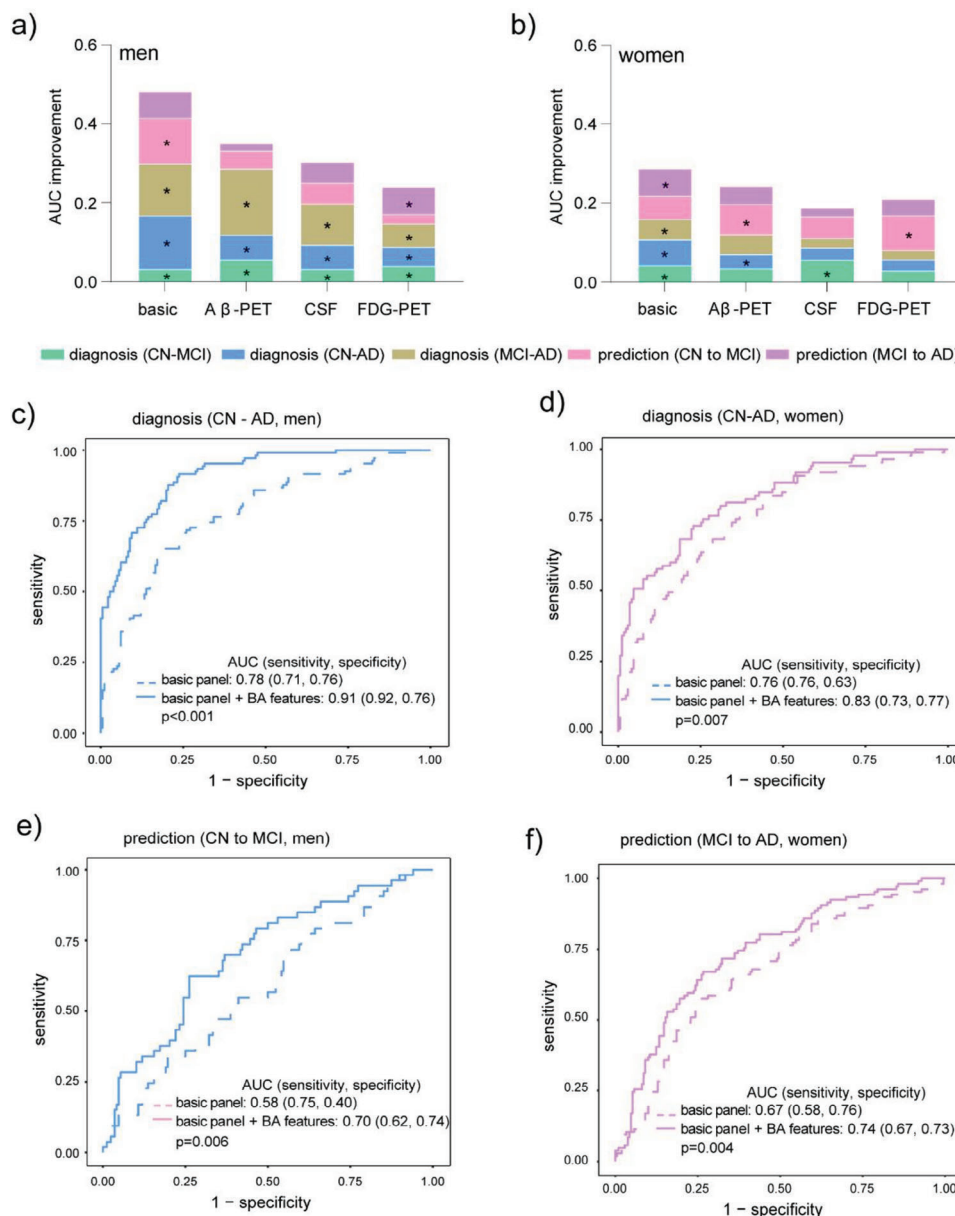 a)
men
0.6
0.4
0.2
0.0
AUC improvement
* * * *
* * *
* * *
* * * *
basic Aβ-PET CSF FDG-PET
b)
women
0.6
0.4
0.2
0.0
AUC improvement
* * * *
* *
*
*
basic Aβ-PET CSF FDG-PET
diagnosis (CN-MCI) diagnosis (CN-AD) diagnosis (MCI-AD) prediction (CN to MCI) prediction (MCI to AD)
c)
diagnosis (CN - AD, men)
1.00
0.75
0.50
0.25
0.00
sensitivity
AUC (sensitivity, specificity)
basic panel: 0.78 (0.71, 0.76)
basic panel + BA features: 0.91 (0.92, 0.76)
p<0.001
0.00 0.25 0.50 0.75 1.00
1 − specificity
d)
diagnosis (CN-AD, women)
1.00
0.75
0.50
0.25
0.00
sensitivity
AUC (sensitivity, specificity)
basic panel: 0.76 (0.76, 0.63)
basic panel + BA features: 0.83 (0.73, 0.77)
p=0.007
0.00 0.25 0.50 0.75 1.00
1 − specificity
e)
prediction (CN to MCI, men)
1.00
0.75
0.50
0.25
0.00
sensitivity
AUC (sensitivity, specificity)
basic panel: 0.58 (0.75, 0.40)
basic panel + BA features: 0.70 (0.62, 0.74)
p=0.006
0.00 0.25 0.50 0.75 1.00
1 − specificity
f)
prediction (MCI to AD, women)
1.00
0.75
0.50
0.25
0.00
sensitivity
AUC (sensitivity, specificity)
basic panel: 0.67 (0.58, 0.76)
basic panel + BA features: 0.74 (0.67, 0.73)
p=0.004
0.00 0.25 0.50 0.75 1.00
1 − specificity